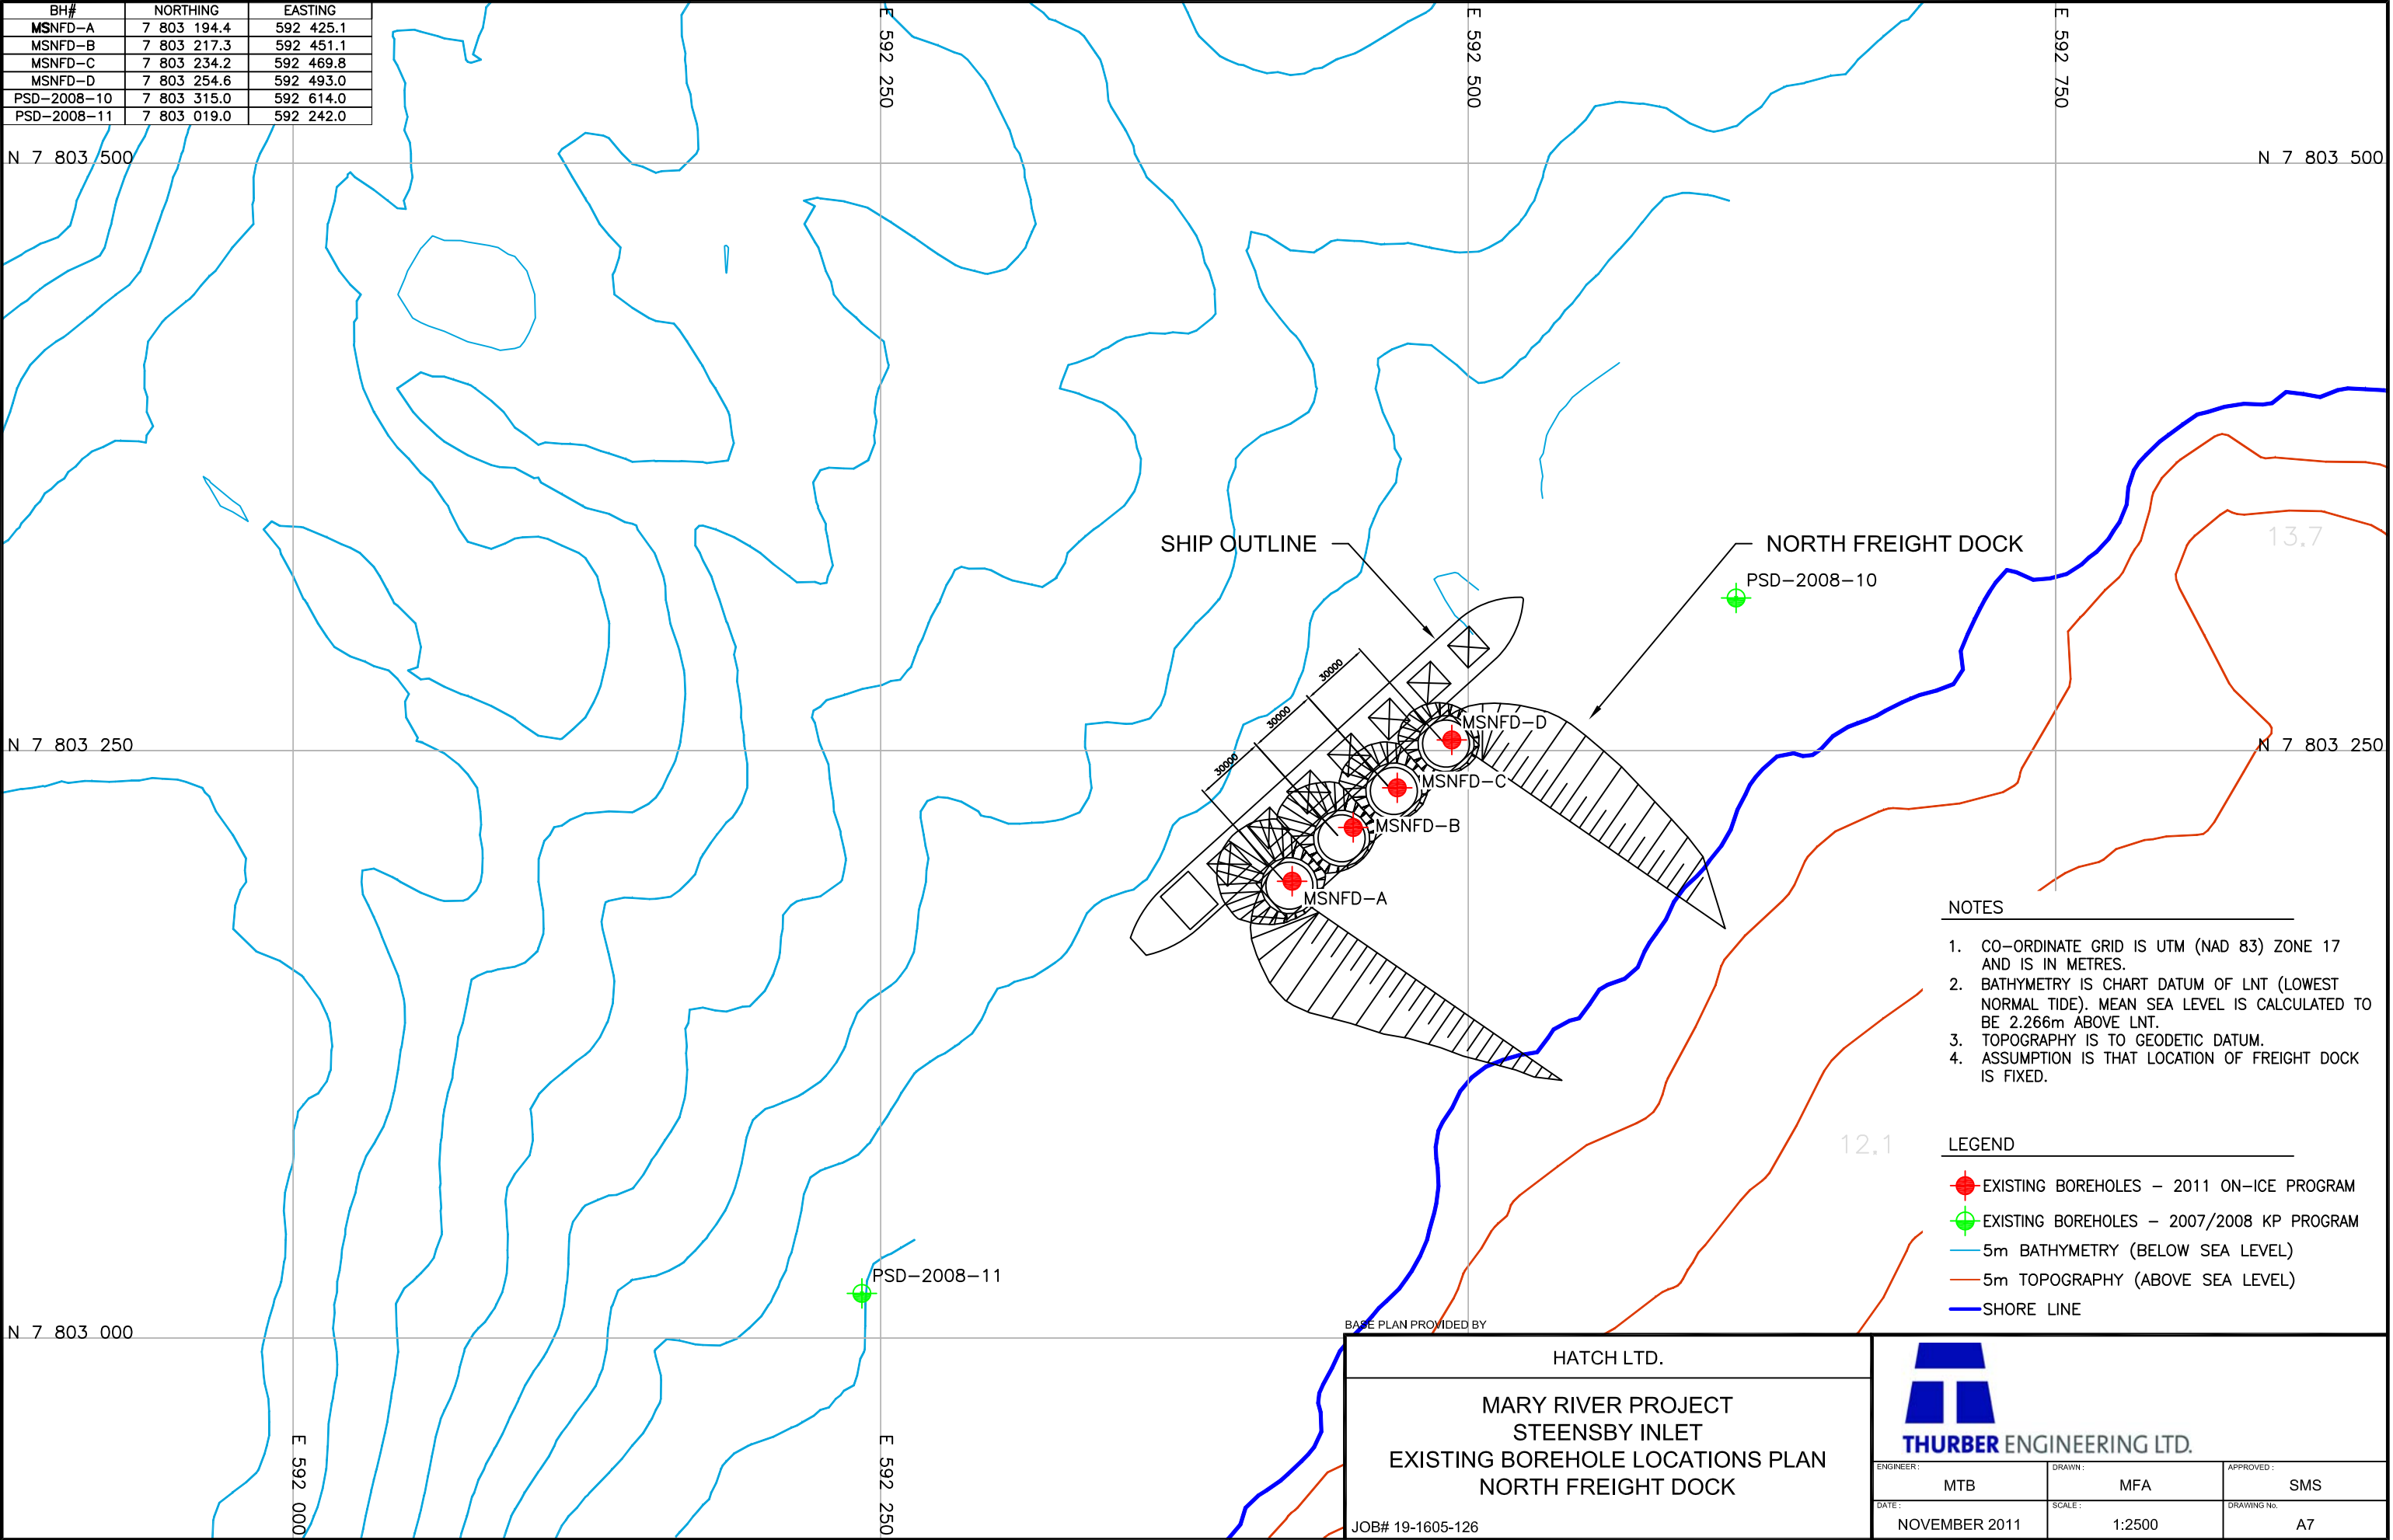 BH# NORTHING EASTING
MSNFD-A 7 803 194.4 592 425.1
MSNFD-B 7 803 217.3 592 451.1
MSNFD-C 7 803 234.2 592 469.8
MSNFD-D 7 803 254.6 592 493.0
PSD-2008-10 7 803 315.0 592 614.0
PSD-2008-11 7 803 019.0 592 242.0
E 592 250
E 592 500
E 592 750
N 7 803 500
N 7 803 500
13.7
SHIP OUTLINE
NORTH FREIGHT DOCK
PSD-2008-10
30000
30000
30000
MSNFD-D
MSNFD-C
MSNFD-B
MSNFD-A
N 7 803 250
N 7 803 250
NOTES
1. CO-ORDINATE GRID IS UTM (NAD 83) ZONE 17
AND IS IN METRES.
2. BATHYMETRY IS CHART DATUM OF LNT (LOWEST
NORMAL TIDE). MEAN SEA LEVEL IS CALCULATED TO
BE 2.266m ABOVE LNT.
3. TOPOGRAPHY IS TO GEODETIC DATUM.
4. ASSUMPTION IS THAT LOCATION OF FREIGHT DOCK
IS FIXED.
12.1
LEGEND
EXISTING BOREHOLES - 2011 ON-ICE PROGRAM
EXISTING BOREHOLES - 2007/2008 KP PROGRAM
5m BATHYMETRY (BELOW SEA LEVEL)
5m TOPOGRAPHY (ABOVE SEA LEVEL)
SHORE LINE
PSD-2008-11
N 7 803 000
E 592 000
E 592 250
BASE PLAN PROVIDED BY
HATCH LTD.
MARY RIVER PROJECT
STEENSBY INLET
EXISTING BOREHOLE LOCATIONS PLAN
NORTH FREIGHT DOCK
JOB# 19-1605-126
THURBER ENGINEERING LTD.
ENGINEER : MTB
DRAWN : MFA
APPROVED : SMS
DATE : NOVEMBER 2011
SCALE : 1:2500
DRAWING No. A7